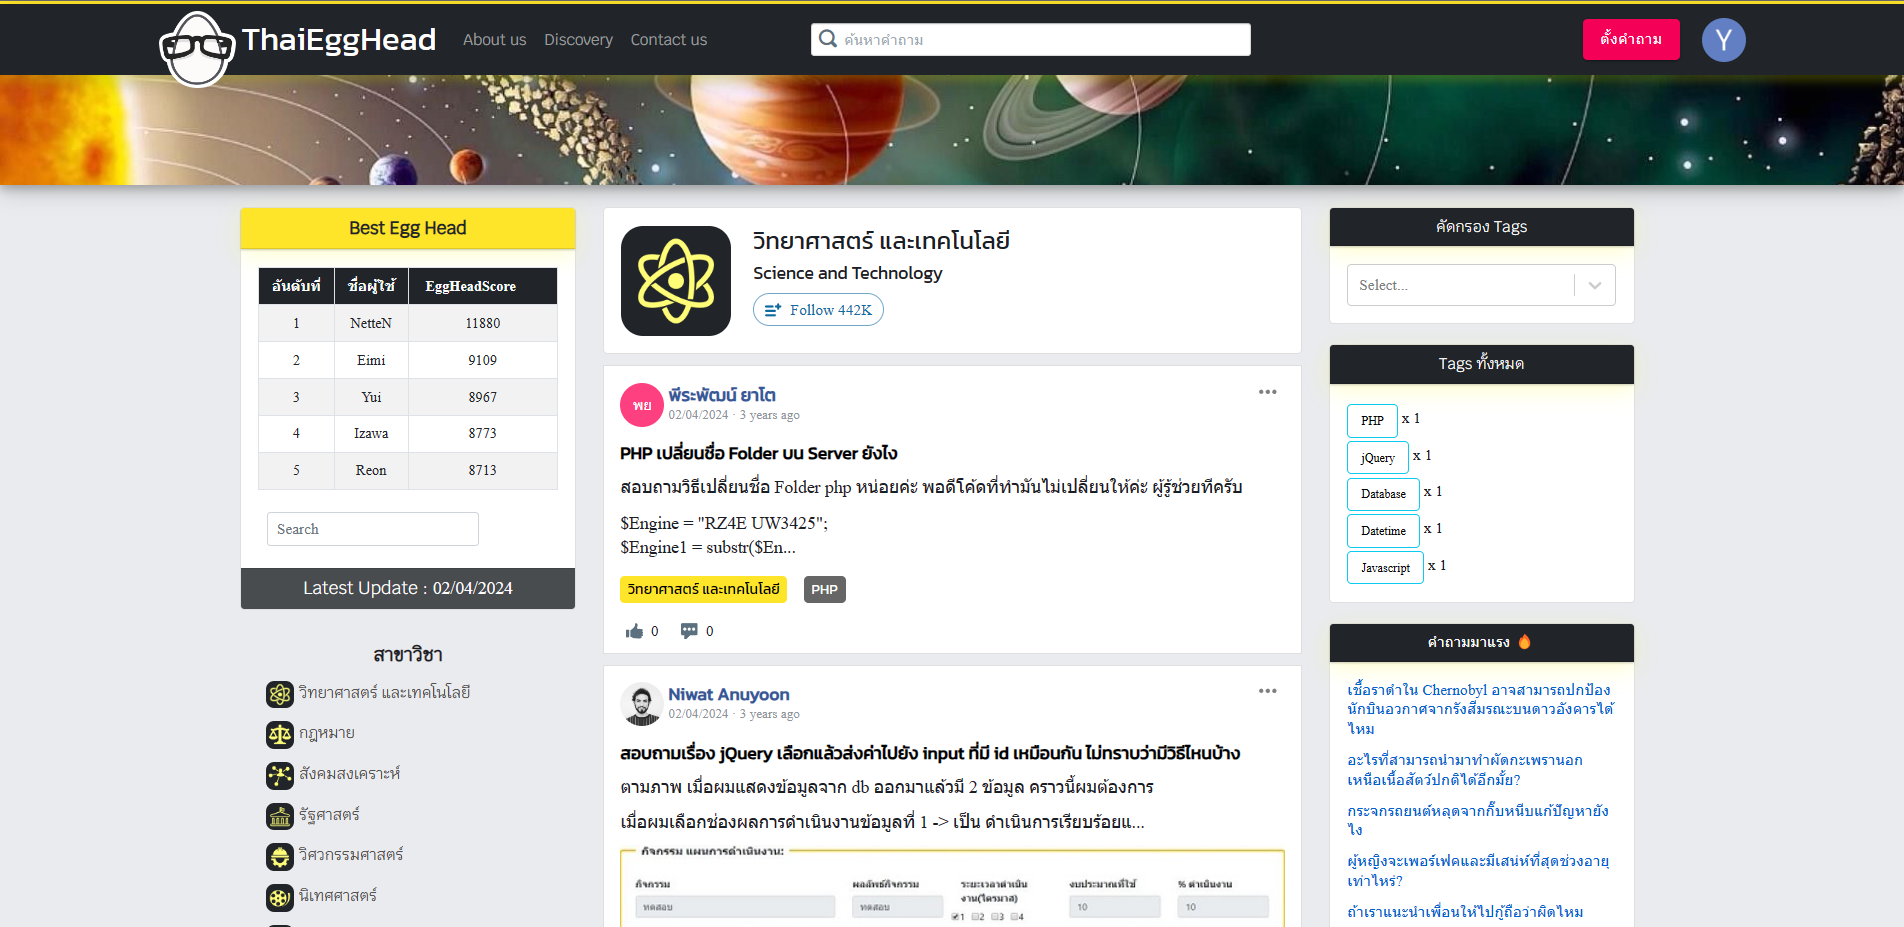 ThaiEggHead
About us
Discovery
Contact us
ค้นหาคำถาม
ตั้งคำถาม
Y
Best Egg Head
อันดับที่ ชื่อผู้ใช้ EggHeadScore
1 NetteN 11880
2 Eimi 9109
3 Yui 8967
4 Izawa 8773
5 Reon 8713
Search
Latest Update : 02/04/2024
สาขาวิชา
วิทยาศาสตร์ และเทคโนโลยี
กฎหมาย
สังคมสงเคราะห์
รัฐศาสตร์
วิศวกรรมศาสตร์
นิเทศศาสตร์
วิทยาศาสตร์ และเทคโนโลยี
Science and Technology
Follow 442K
พย
พีระพัฒน์ ยาโต
02/04/2024 · 3 years ago
PHP เปลี่ยนชื่อ Folder บน Server ยังไง
สอบถามวิธีเปลี่ยนชื่อ Folder php หน่อยค่ะ พอดีโค้ดที่ทำมันไม่เปลี่ยนให้ค่ะ ผู้รู้ช่วยทีครับ
$Engine = "RZ4E UW3425";
$Engine1 = substr($En...
วิทยาศาสตร์ และเทคโนโลยี
PHP
0
0
Niwat Anuyoon
02/04/2024 · 3 years ago
สอบถามเรื่อง jQuery เลือกแล้วส่งค่าไปยัง input ที่มี id เหมือนกัน ไม่ทราบว่ามีวิธีไหนบ้าง
ตามภาพ เมื่อผมแสดงข้อมูลจาก db ออกมาแล้วมี 2 ข้อมูล คราวนี้ผมต้องการ
เมื่อผมเลือกช่องผลการดำเนินงานข้อมูลที่ 1 -> เป็น ดำเนินการเรียบร้อยแ...
กิจกรรม แผนการดำเนินงาน:
กิจกรรม
ทดสอบ
ผลลัพธ์กิจกรรม
ทดสอบ
ระยะเวลาดำเนิน
งาน(ไตรมาส)
1 2 3 4
งบประมาณที่ใช้
10
% ดำเนินงาน
10
คัดกรอง Tags
Select...
Tags ทั้งหมด
PHP x 1
jQuery x 1
Database x 1
Datetime x 1
Javascript x 1
คำถามมาแรง
เชื้อราดำใน Chernobyl อาจสามารถปกป้อง
นักบินอวกาศจากรังสีมรณะบนดาวอังคารได้
ไหม
อะไรที่สามารถนำมาทำผัดกะเพรานอก
เหนือเนื้อสัตว์ปกติได้อีกมั้ย?
กระจกรถยนต์หลุดจากกิ๊บหนีบแก้ปัญหายัง
ไง
ผู้หญิงจะเพอร์เฟคและมีเสน่ห์ที่สุดช่วงอายุ
เท่าไหร่?
ถ้าเราแนะนำเพื่อนให้ไปกู้ถือว่าผิดไหม